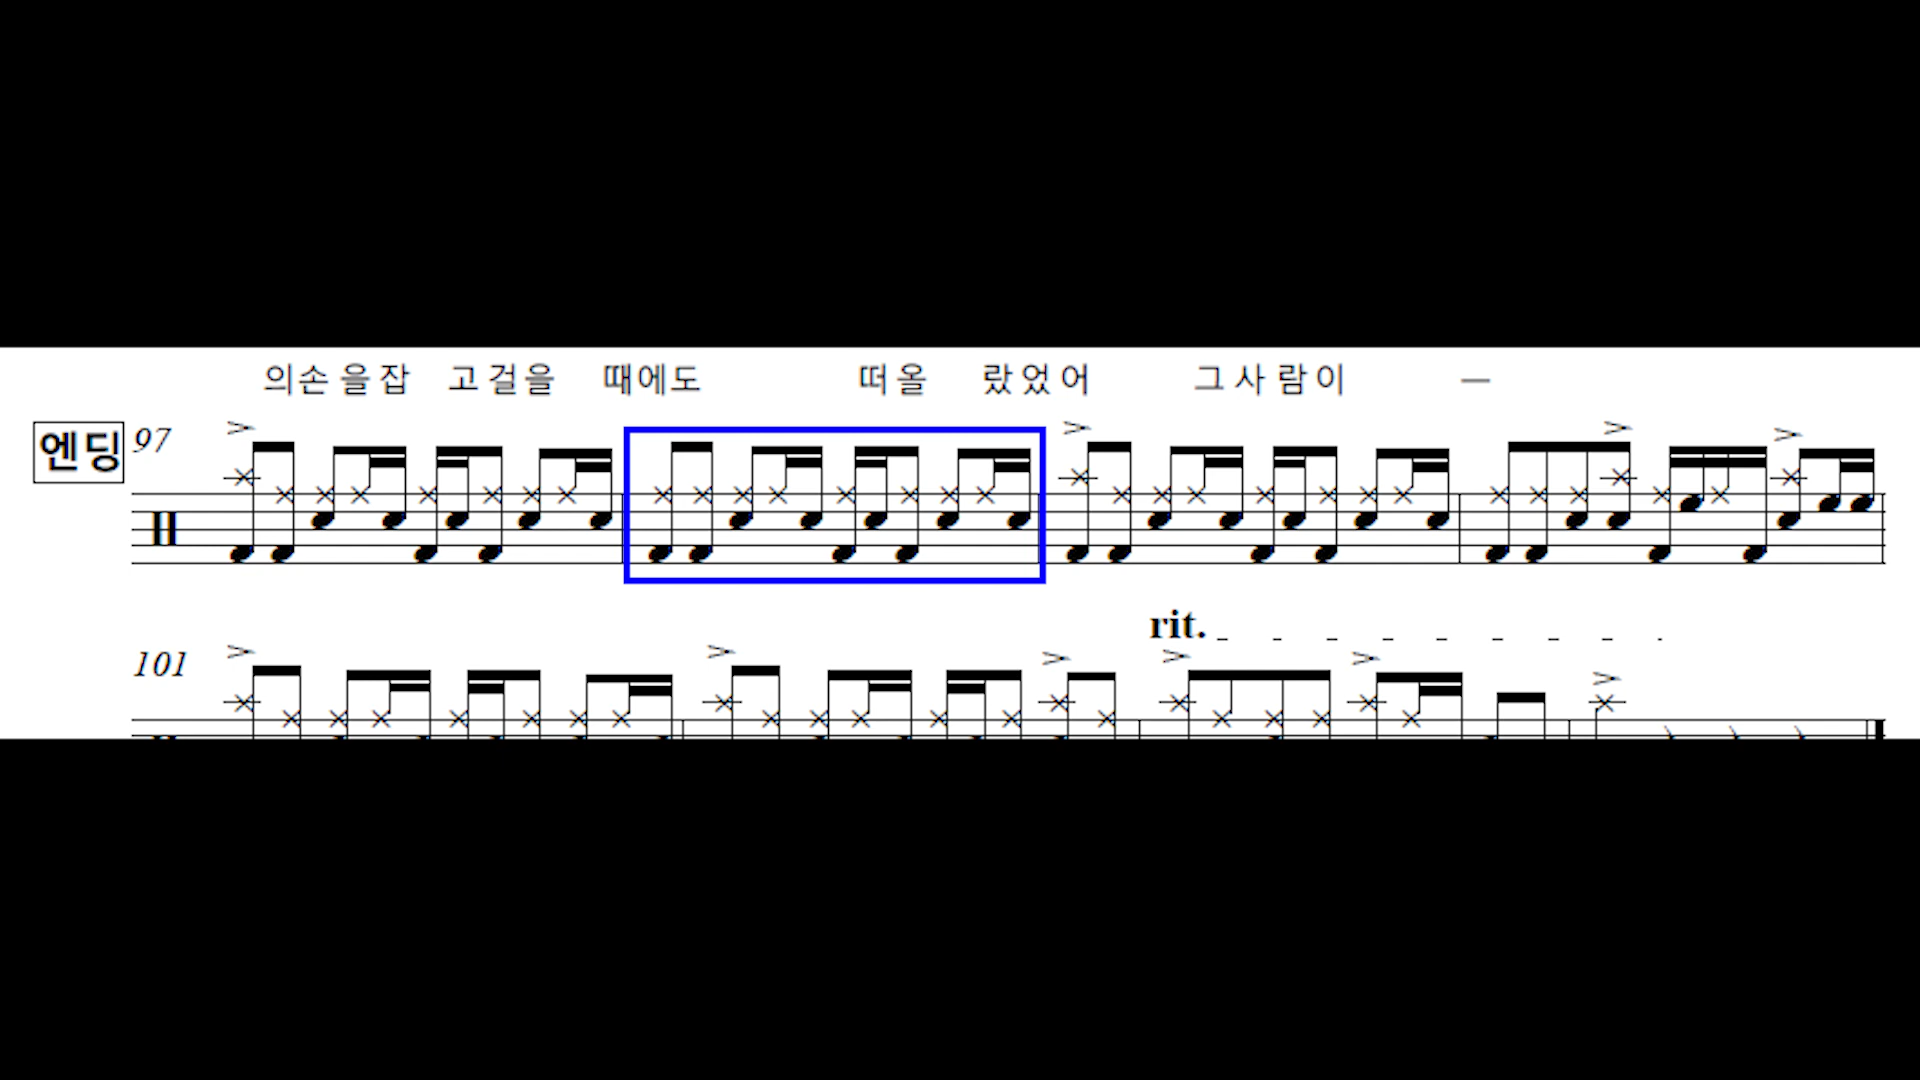 의손 을잡 고걸을 때에도 떠올 랐었어 그사람이 —
엔딩 97
rit.
101